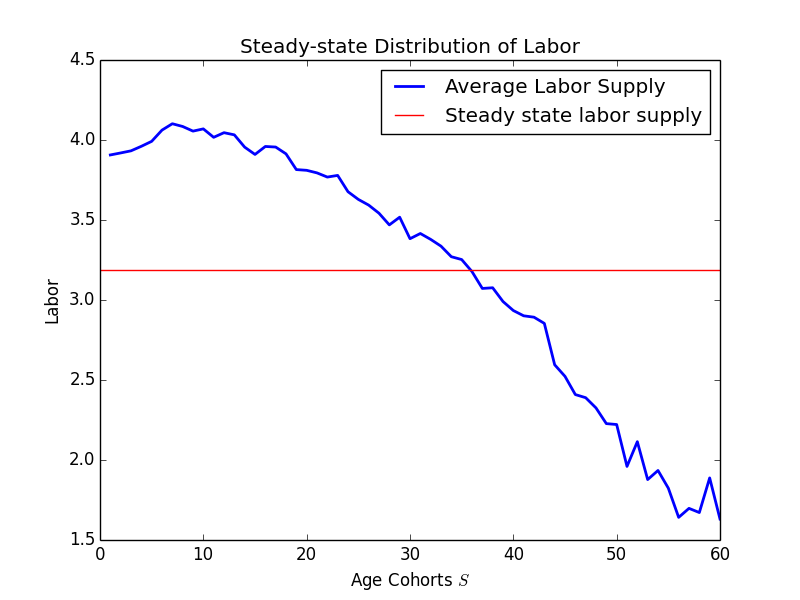 Steady-state Distribution of Labor
Average Labor Supply
Steady state labor supply
Labor
4.5
4.0
3.5
3.0
2.5
2.0
1.5
0 10 20 30 40 50 60
Age Cohorts S